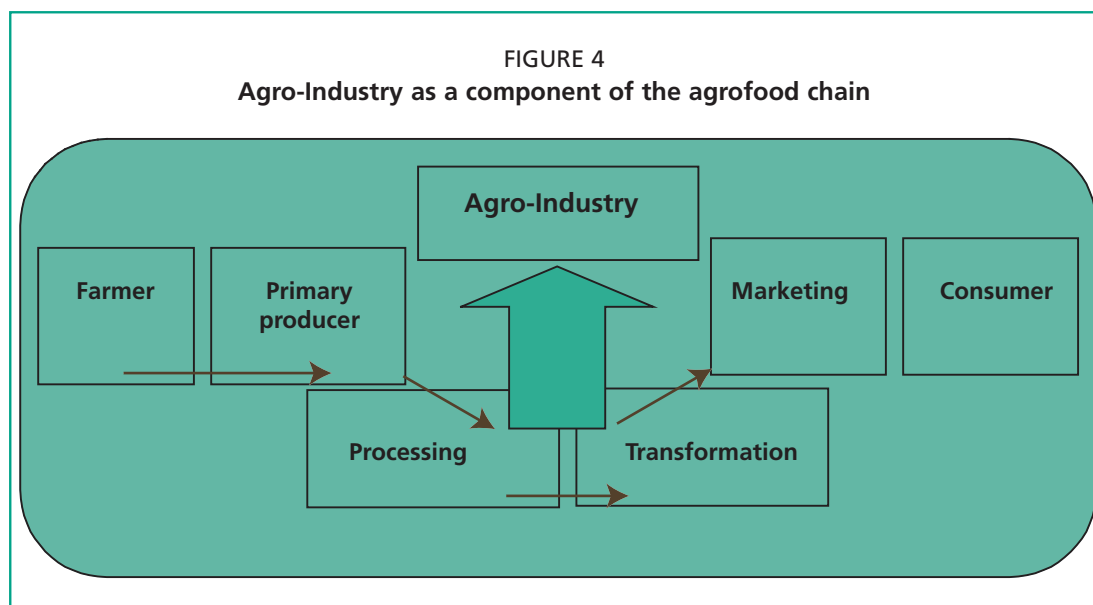 FIGURE 4
Agro-Industry as a component of the agrofood chain
Agro-Industry
Farmer
Primary
producer
Marketing
Consumer
Processing
Transformation